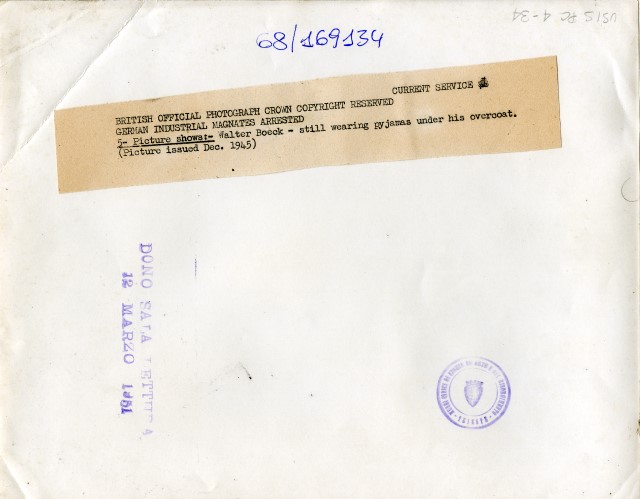 USIS RC 4-34
68/169134
CURRENT SERVICE
BRITISH OFFICIAL PHOTOGRAPH CROWN COPYRIGHT RESERVED
GERMAN INDUSTRIAL MAGNATES ARRESTED
5- Picture shows:- Walter Boeck - still wearing pyjamas under his overcoat.
(Picture issued Dec. 1945)
DONO SALA LETTURA
12 MARZO 1951